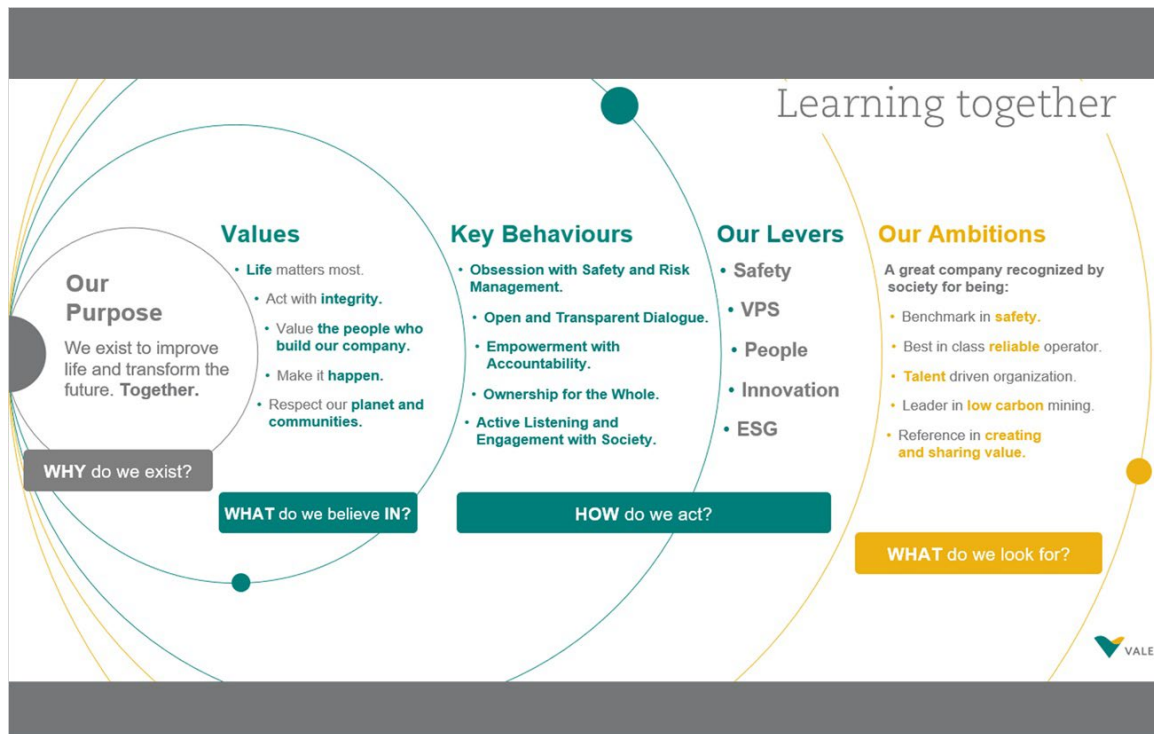 Learning together
Our
Purpose
We exist to improve
life and transform the
future. Together.
WHY do we exist?
Values
• Life matters most.
• Act with integrity.
• Value the people who
build our company.
• Make it happen.
• Respect our planet and
communities.
WHAT do we believe IN?
Key Behaviours
• Obsession with Safety and Risk
Management.
• Open and Transparent Dialogue.
• Empowerment with
Accountability.
• Ownership for the Whole.
• Active Listening and
Engagement with Society.
Our Levers
• Safety
• VPS
• People
• Innovation
• ESG
HOW do we act?
Our Ambitions
A great company recognized by
society for being:
• Benchmark in safety.
• Best in class reliable operator.
• Talent driven organization.
• Leader in low carbon mining.
• Reference in creating
and sharing value.
WHAT do we look for?
VALE